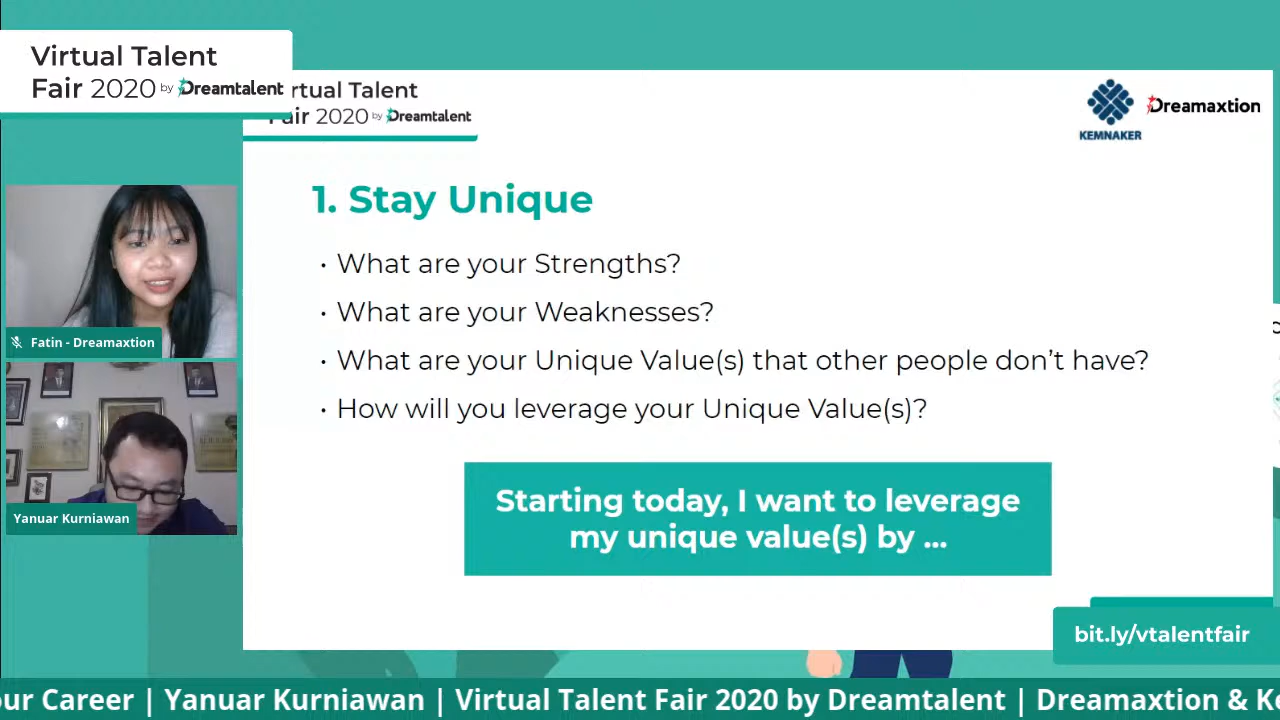 Virtual Talent
Fair 2020 by Dreamtalent
rtual Talent
Fair 2020 by Dreamtalent
KEMNAKER
Dreamaxtion
1. Stay Unique
• What are your Strengths?
• What are your Weaknesses?
• What are your Unique Value(s) that other people don't have?
• How will you leverage your Unique Value(s)?
Starting today, I want to leverage
my unique value(s) by ...
Fatin - Dreamaxtion
Yanuar Kurniawan
bit.ly/vtalentfair
our Career | Yanuar Kurniawan | Virtual Talent Fair 2020 by Dreamtalent | Dreamaxtion & Ke